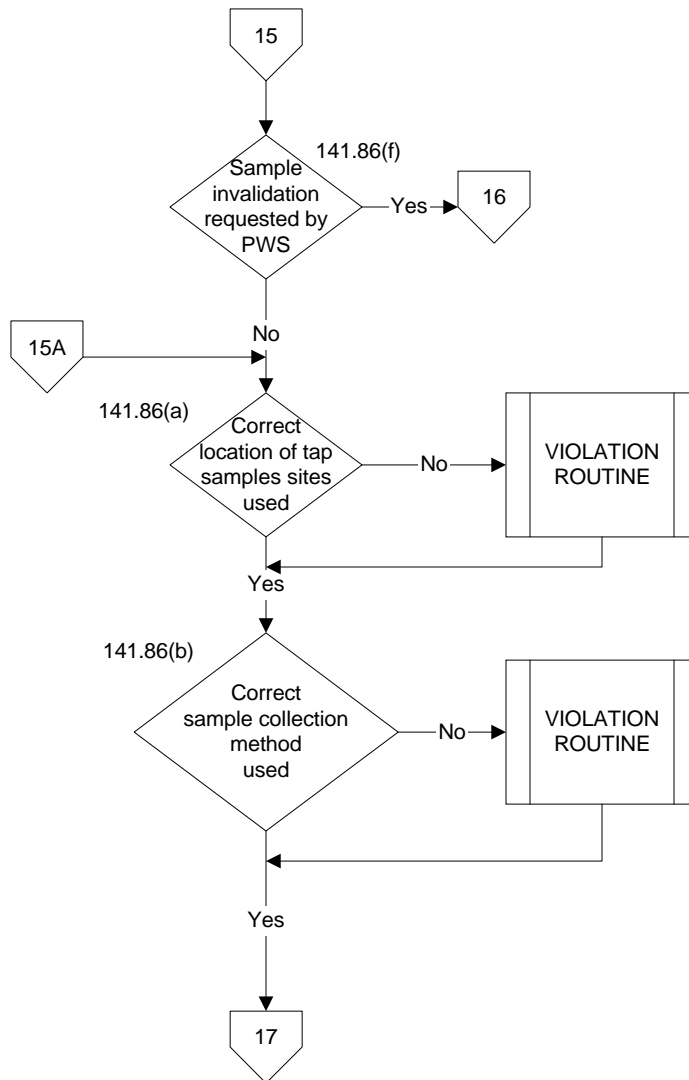 15
141.86(f)
Sample
invalidation
requested by
PWS
Yes
16
No
15A
141.86(a)
Correct
location of tap
samples sites
used
No
VIOLATION
ROUTINE
Yes
141.86(b)
Correct
sample collection
method
used
No
VIOLATION
ROUTINE
Yes
17